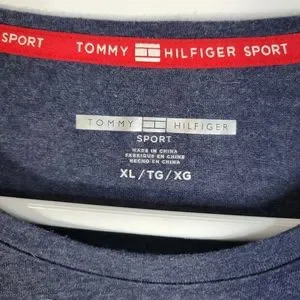 SPORT TOMMY HILFIGER SPORT
TOMMY HILFIGER
SPORT
MADE IN CHINA
FABRIQUÉ EN CHINE
HECHO EN CHINA
XL/TG/XG